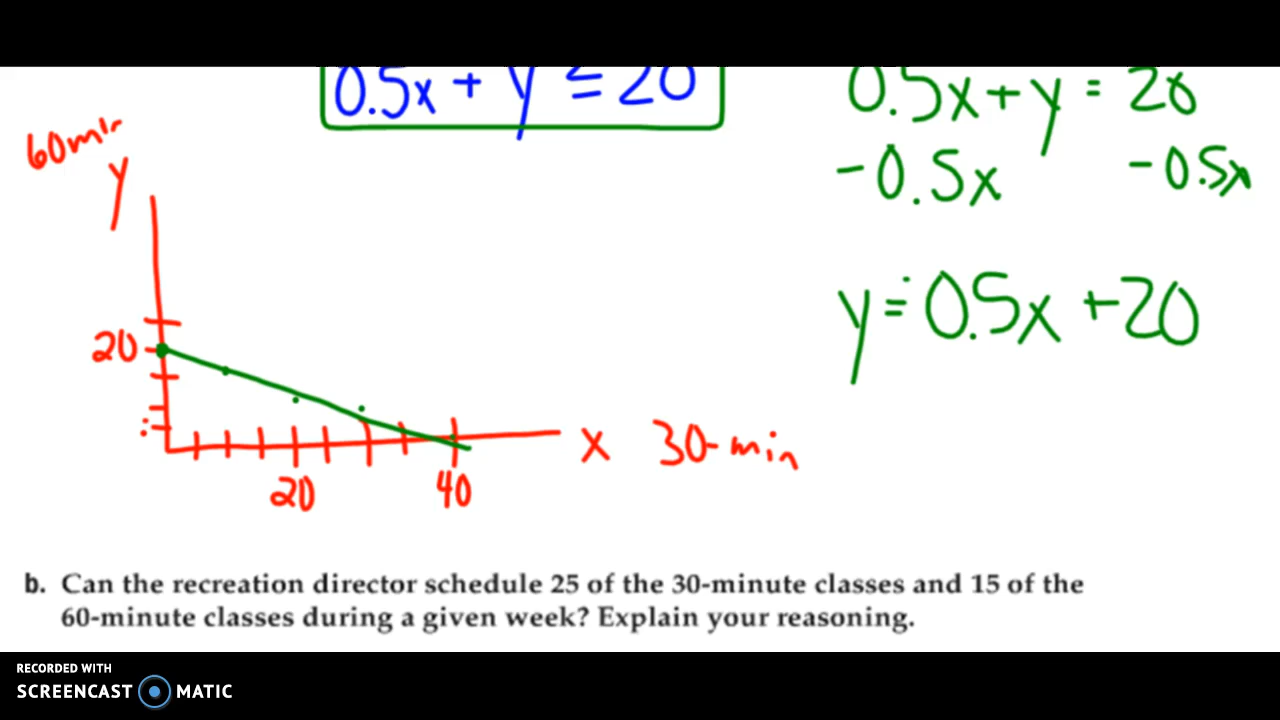 0.5x + y ≤ 20
0.5x + y = 20
- 0.5x - 0.5x
y = 0.5x + 20
60 min
y
20
x 30-min
20 40
b. Can the recreation director schedule 25 of the 30-minute classes and 15 of the
60-minute classes during a given week? Explain your reasoning.
RECORDED WITH
SCREENCAST MATIC